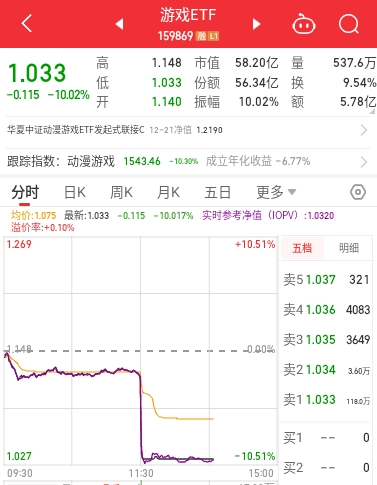 游戏ETF
159869 融 L1
1.033
-0.115 -10.02%
高 1.148 市值 58.20亿 量 537.6万
低 1.033 份额 56.34亿 换 9.54%
开 1.140 振幅 10.02% 额 5.78亿
华夏中证动漫游戏ETF发起式联接C 12-21净值 1.2190
跟踪指数: 动漫游戏 1543.46 -10.30% 成立年化收益 -6.77%
分时 日K 周K 月K 五日 更多
均价:1.075 最新:1.033 -0.115 -10.017% 实时参考净值（IOPV）:1.0320
溢价率:+0.10%
1.269 +10.51%
五档 明细
卖5 1.037 321
卖4 1.036 4083
卖3 1.035 3649
1.148 0.00%
卖2 1.034 3.60万
卖1 1.033 118.0万
买1 -- 0
1.027 -10.51%
买2 -- 0
09:30 11:30 15:00